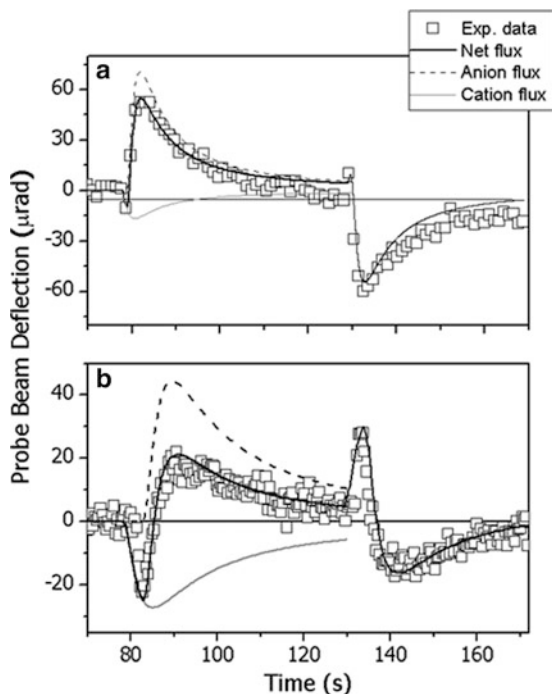 Exp. data
Net flux
Anion flux
Cation flux
a
60
30
0
-30
-60
b
40
20
0
-20
80 100 120 140 160
Probe Beam Deflection (μrad)
Time (s)